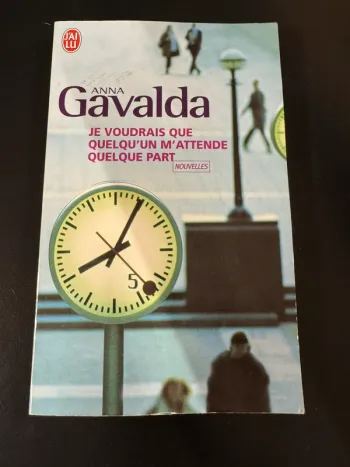 J'AI
LU
ANNA
Gavalda
JE VOUDRAIS QUE
QUELQU'UN M'ATTENDE
QUELQUE PART
NOUVELLES
5